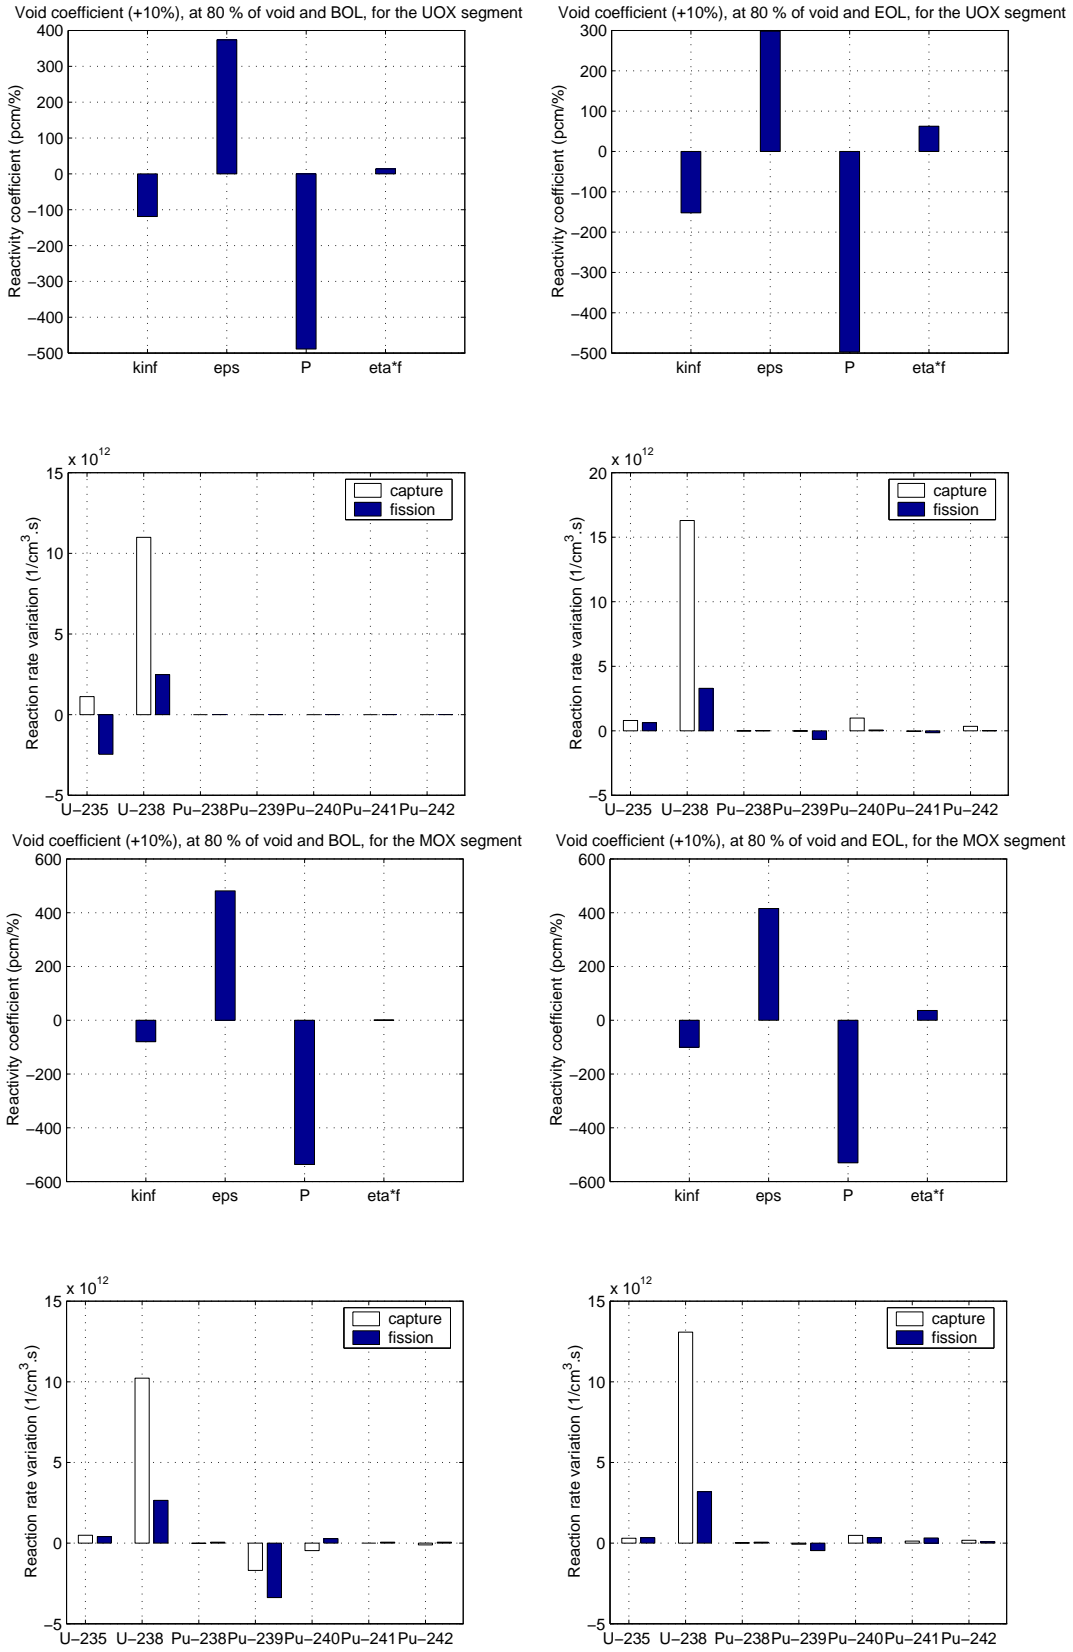 Void coefficient (+10%), at 80 % of void and BOL, for the UOX segment
400
300
200
100
0
−100
−200
−300
−400
−500
Reactivity coefficient (pcm/%)
kinf eps P eta*f
Void coefficient (+10%), at 80 % of void and EOL, for the UOX segment
300
200
100
0
−100
−200
−300
−400
−500
Reactivity coefficient (pcm/%)
kinf eps P eta*f
x 10^12
15
10
5
0
−5
Reaction rate variation (1/cm^3.s)
capture
fission
U−235 U−238 Pu−238 Pu−239 Pu−240 Pu−241 Pu−242
x 10^12
20
15
10
5
0
−5
Reaction rate variation (1/cm^3.s)
capture
fission
U−235 U−238 Pu−238 Pu−239 Pu−240 Pu−241 Pu−242
Void coefficient (+10%), at 80 % of void and BOL, for the MOX segment
600
400
200
0
−200
−400
−600
Reactivity coefficient (pcm/%)
kinf eps P eta*f
Void coefficient (+10%), at 80 % of void and EOL, for the MOX segment
600
400
200
0
−200
−400
−600
Reactivity coefficient (pcm/%)
kinf eps P eta*f
x 10^12
15
10
5
0
−5
Reaction rate variation (1/cm^3.s)
capture
fission
U−235 U−238 Pu−238 Pu−239 Pu−240 Pu−241 Pu−242
x 10^12
15
10
5
0
−5
Reaction rate variation (1/cm^3.s)
capture
fission
U−235 U−238 Pu−238 Pu−239 Pu−240 Pu−241 Pu−242